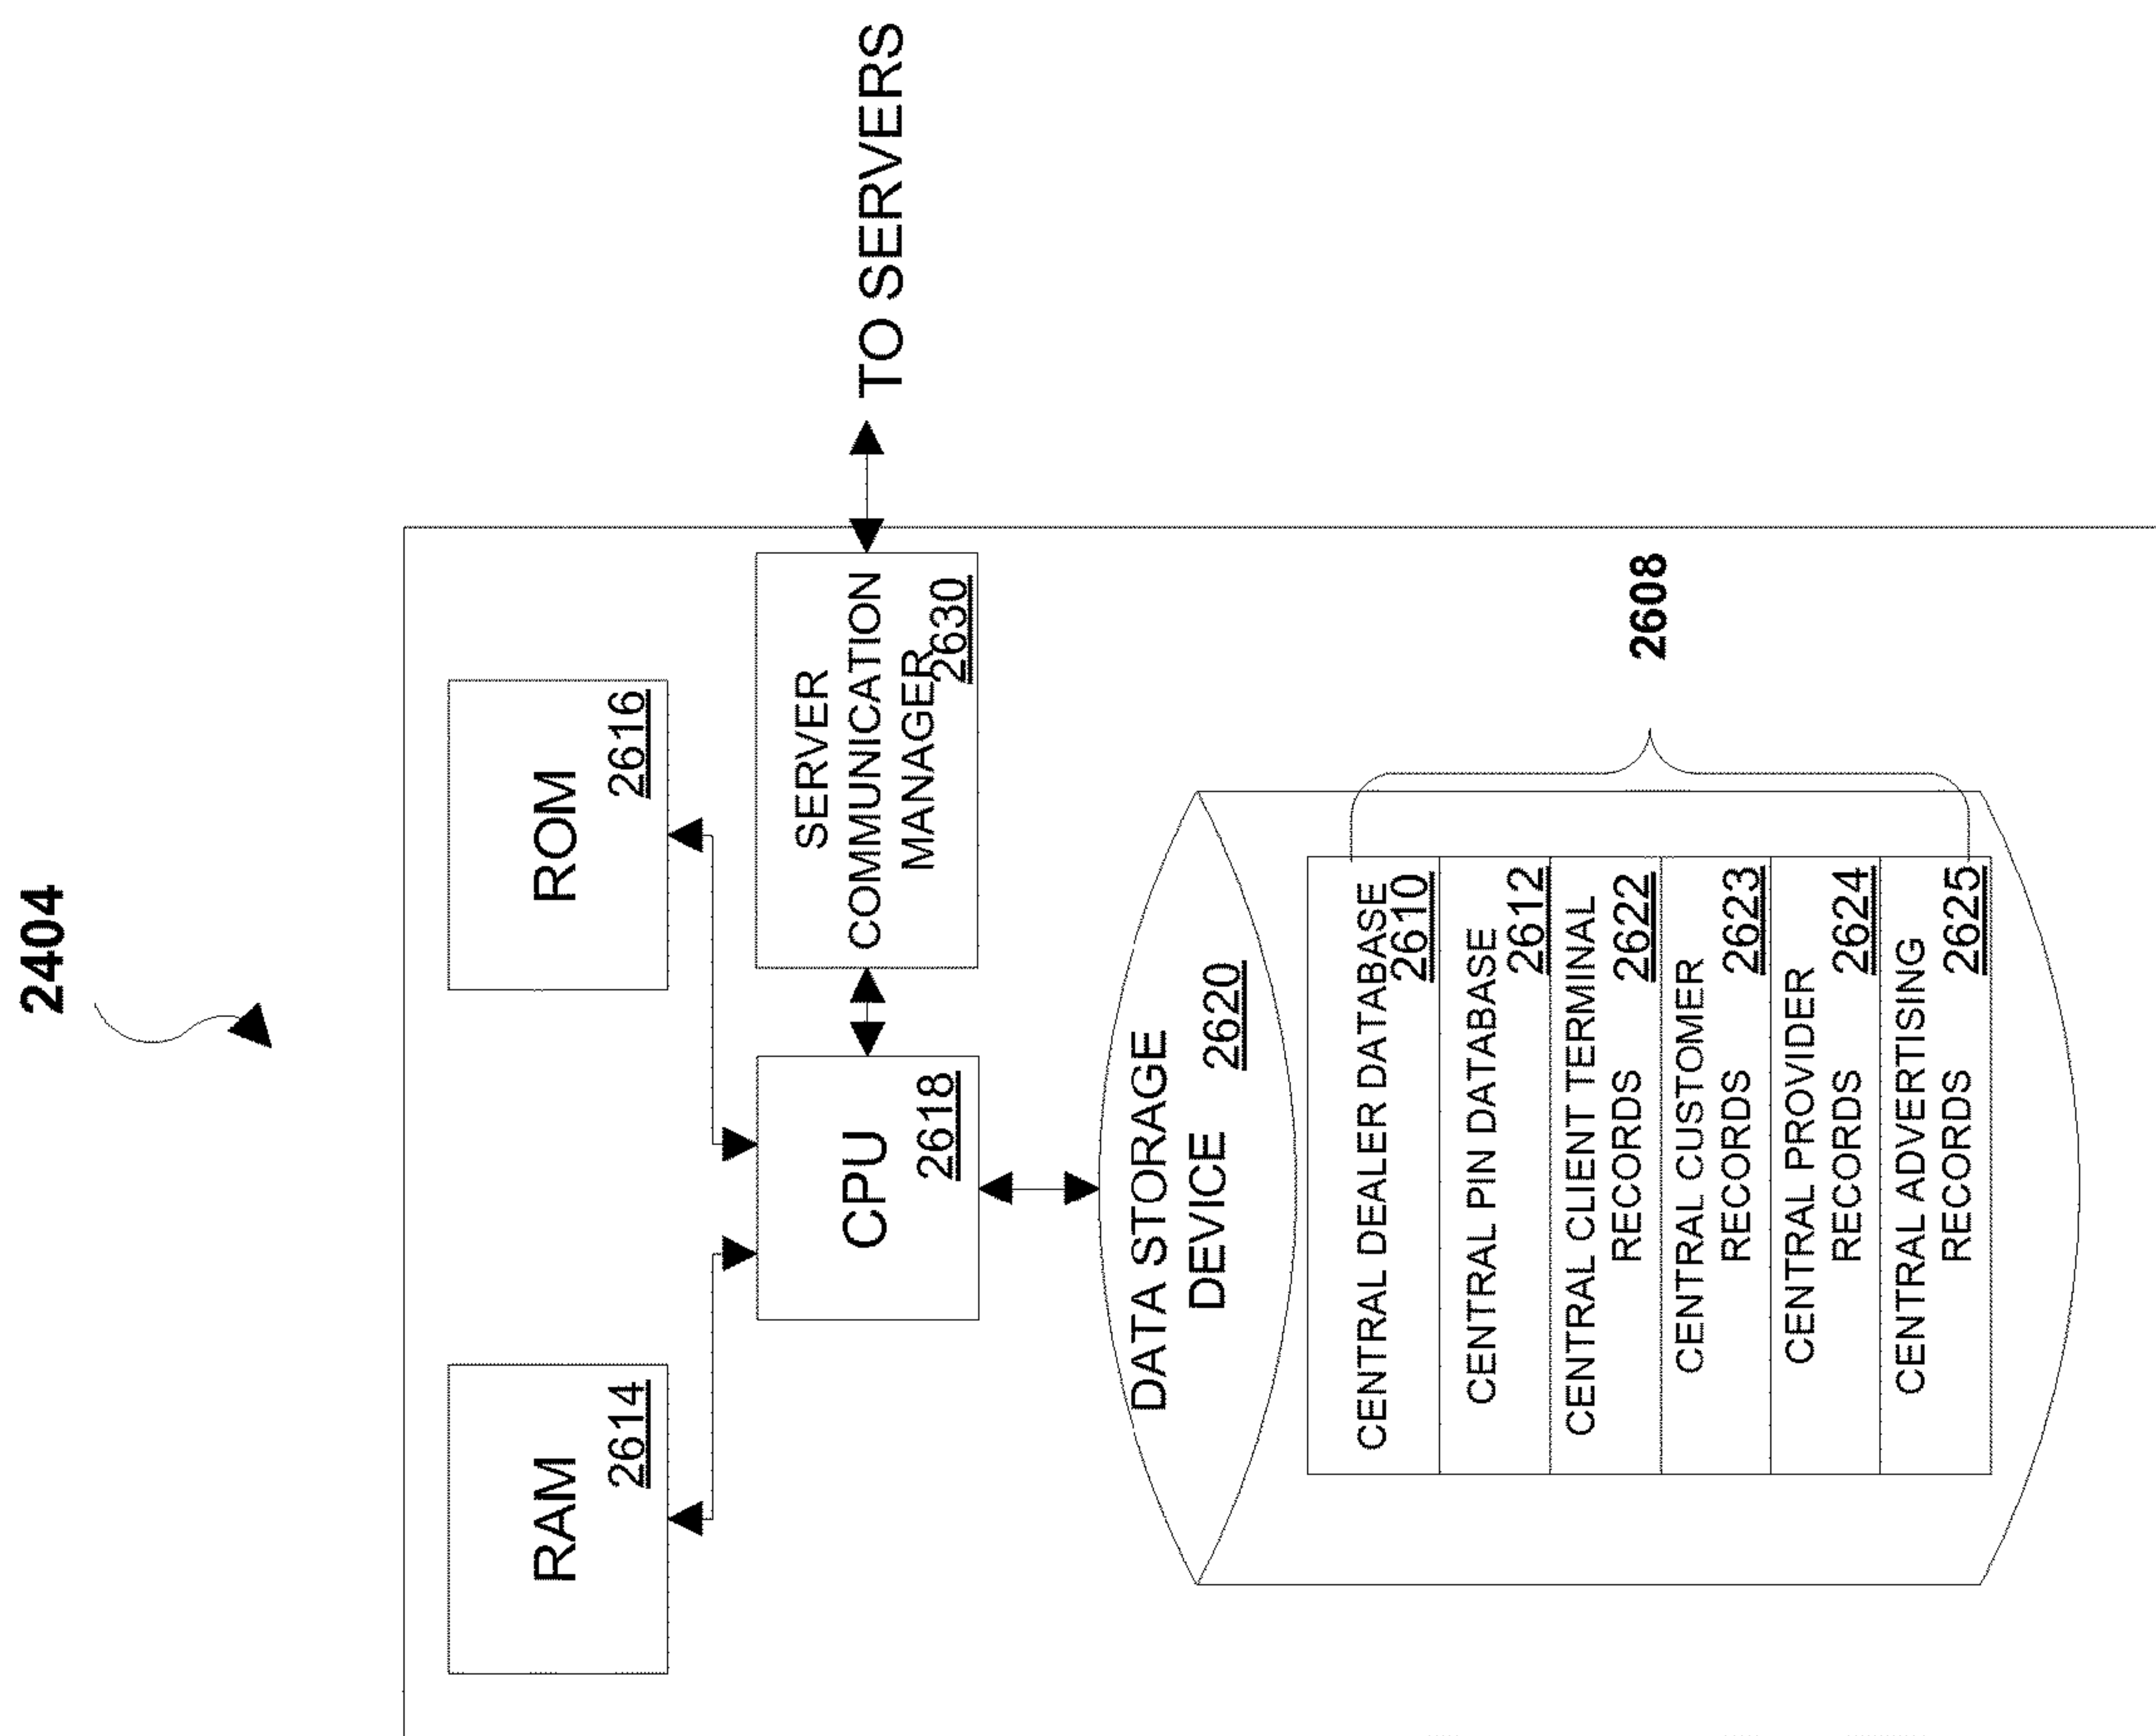 2404
RAM
2614
ROM
2616
CPU
2618
SERVER
COMMUNICATION
MANAGER
2630
TO SERVERS
DATA STORAGE
DEVICE 2620
2608
CENTRAL DEALER DATABASE
2610
CENTRAL PIN DATABASE
2612
CENTRAL CLIENT TERMINAL
RECORDS 2622
CENTRAL CUSTOMER
RECORDS 2623
CENTRAL PROVIDER
RECORDS 2624
CENTRAL ADVERTISING
RECORDS 2625